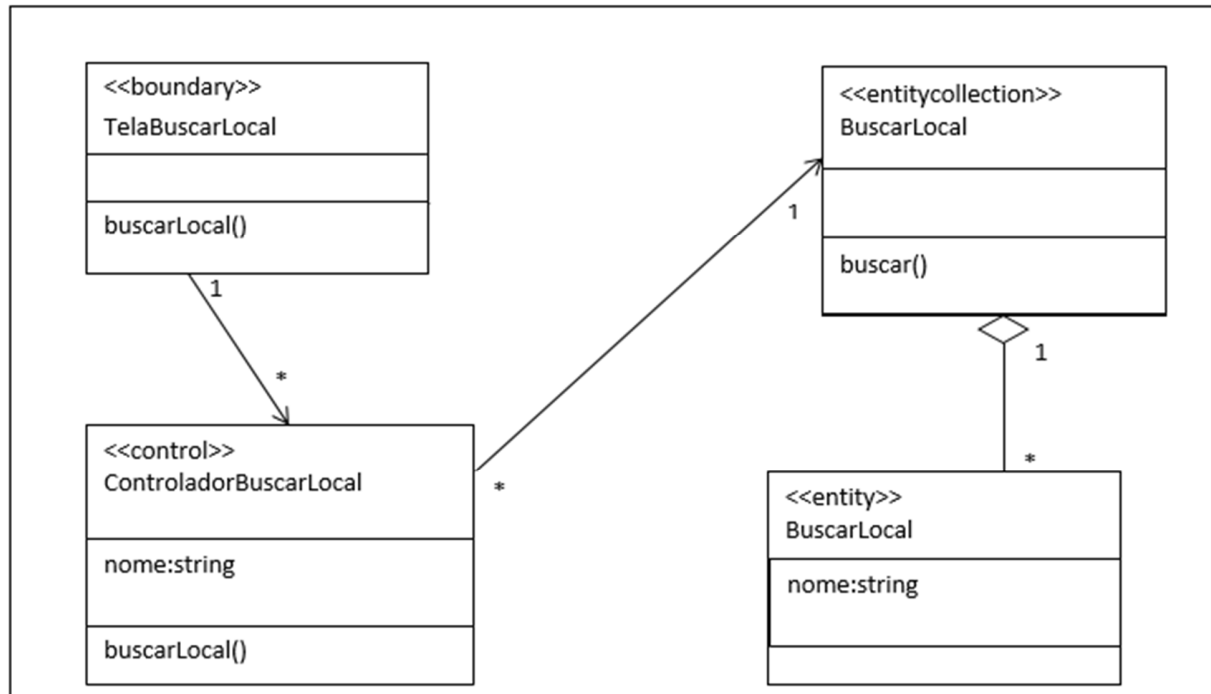 <<boundary>>
TelaBuscarLocal
buscarLocal()
1
*
<<control>>
ControladorBuscarLocal
nome:string
buscarLocal()
*
1
<<entitycollection>>
BuscarLocal
buscar()
1
*
<<entity>>
BuscarLocal
nome:string